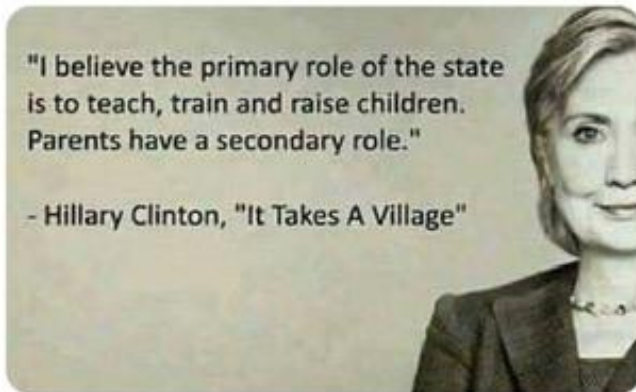 "I believe the primary role of the state
is to teach, train and raise children.
Parents have a secondary role."
- Hillary Clinton, "It Takes A Village"